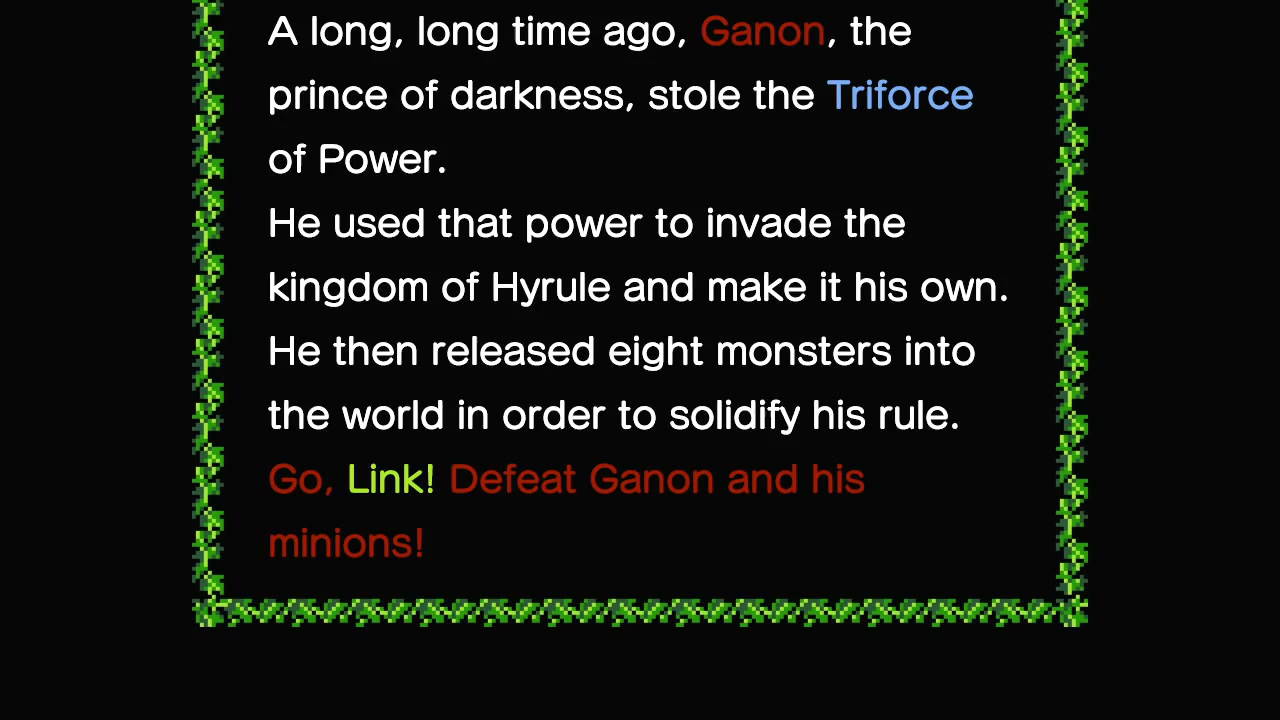 A long, long time ago, Ganon, the
prince of darkness, stole the Triforce
of Power.
He used that power to invade the
kingdom of Hyrule and make it his own.
He then released eight monsters into
the world in order to solidify his rule.
Go, Link! Defeat Ganon and his
minions!